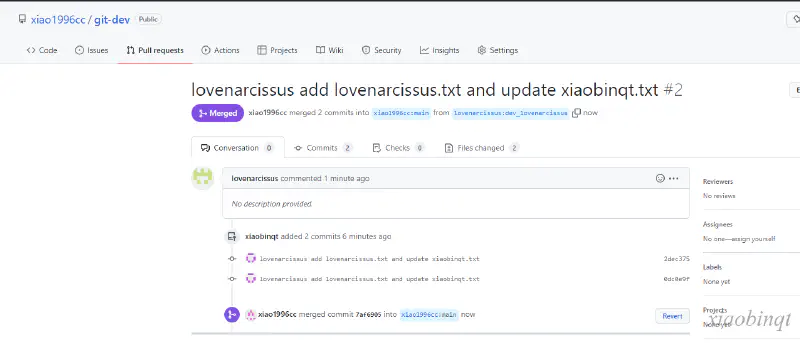 xiao1996cc / git-dev Public
Code Issues Pull requests Actions Projects Wiki Security Insights Settings
lovenarcissus add lovenarcissus.txt and update xiaobinqt.txt #2
Merged xiao1996cc merged 2 commits into xiao1996cc:main from lovenarcissus:dev_lovenarcissus now
Conversation 0 Commits 2 Checks 0 Files changed 2
lovenarcissus commented 1 minute ago
No description provided.
xiaobinqt added 2 commits 6 minutes ago
lovenarcissus add lovenarcissus.txt and update xiaobinqt.txt 2dec375
lovenarcissus add lovenarcissus.txt and update xiaobinqt.txt 0dc0e9f
xiao1996cc merged commit 7af6905 into xiao1996cc:main now
Revert
Reviewers
No reviews
Assignees
No one—assign yourself
Labels
None yet
Projects
None yet
xiaobinqt